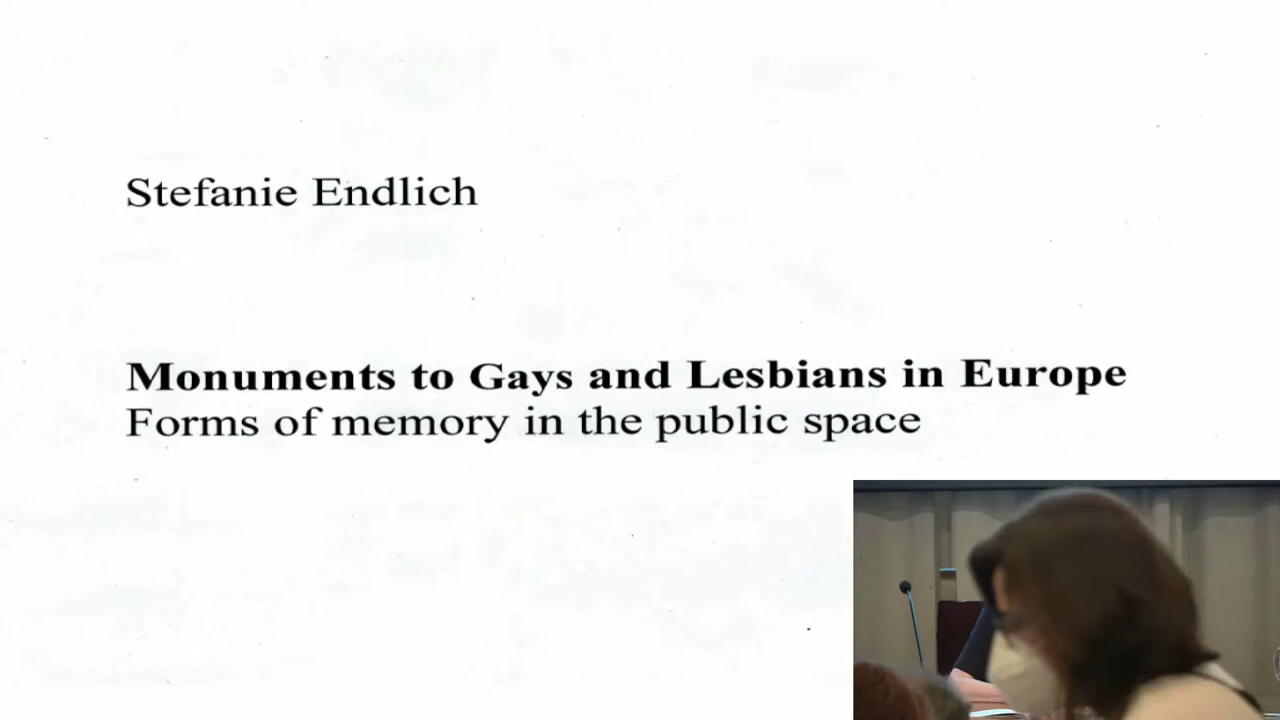 Stefanie Endlich
Monuments to Gays and Lesbians in Europe
Forms of memory in the public space